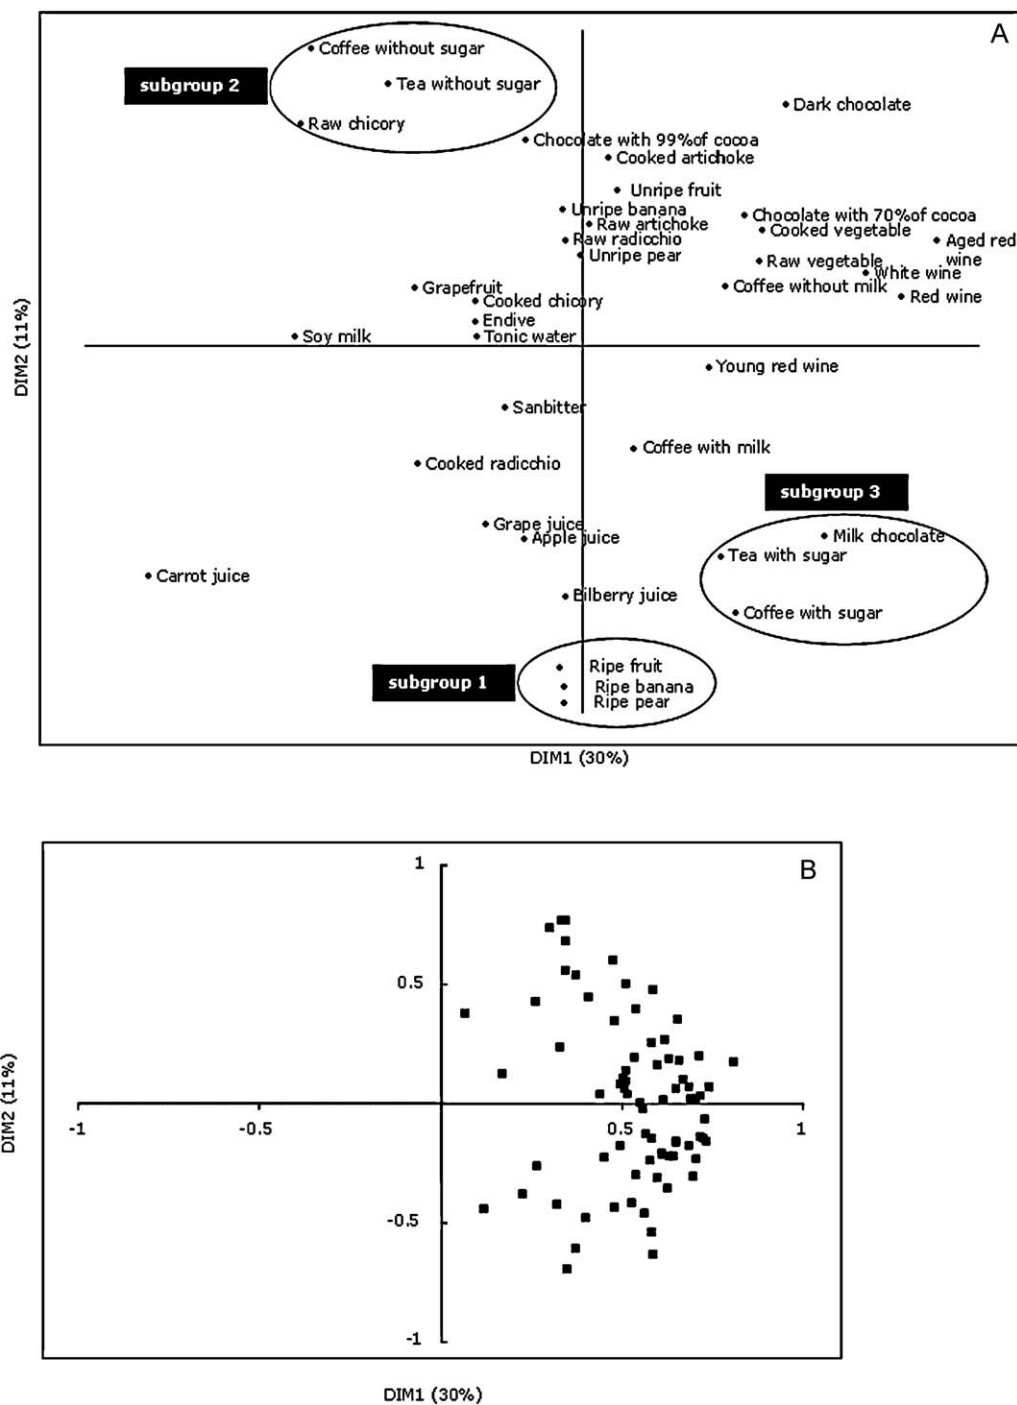 A
Coffee without sugar
subgroup 2
Tea without sugar
Dark chocolate
Raw chicory
Chocolate with 99%of cocoa
Cooked artichoke
Unripe fruit
Unripe banana
Chocolate with 70%of cocoa
Raw artichoke
Cooked vegetable
Raw radicchio
Aged red
wine
Unripe pear
Raw vegetable
White wine
Grapefruit
Coffee without milk
Cooked chicory
Red wine
Endive
Soy milk
Tonic water
DIM2 (11%)
Young red wine
Sanbitter
Coffee with milk
Cooked radicchio
subgroup 3
Grape juice
Milk chocolate
Apple juice
Tea with sugar
Carrot juice
Bilberry juice
Coffee with sugar
Ripe fruit
subgroup 1
Ripe banana
Ripe pear
DIM1 (30%)
B
1
0.5
DIM2 (11%)
-1
-0.5
0.5
1
-0.5
-1
DIM1 (30%)